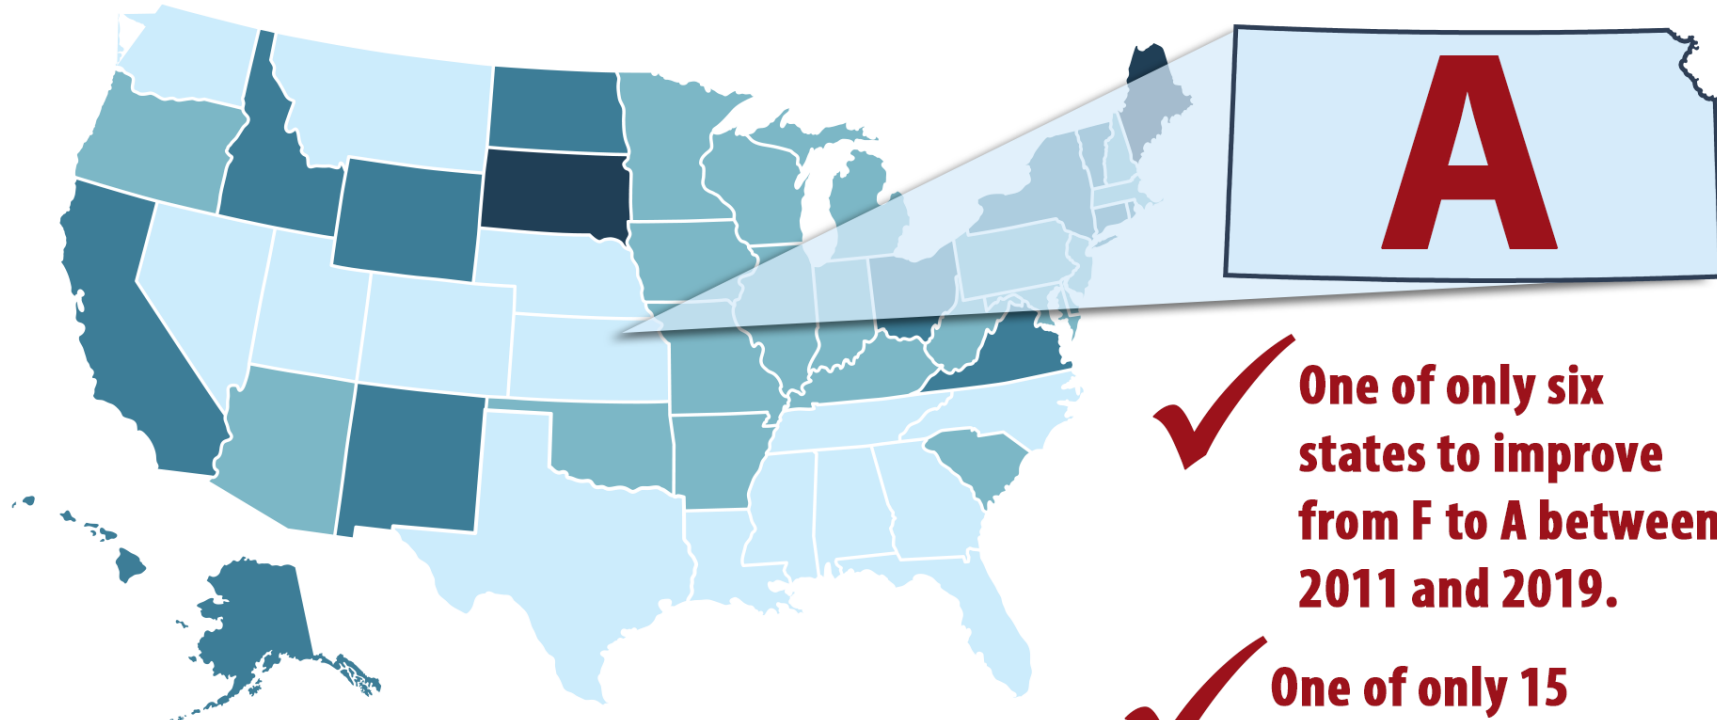 A
One of only six
states to improve
from F to A between
2011 and 2019.
One of only 15